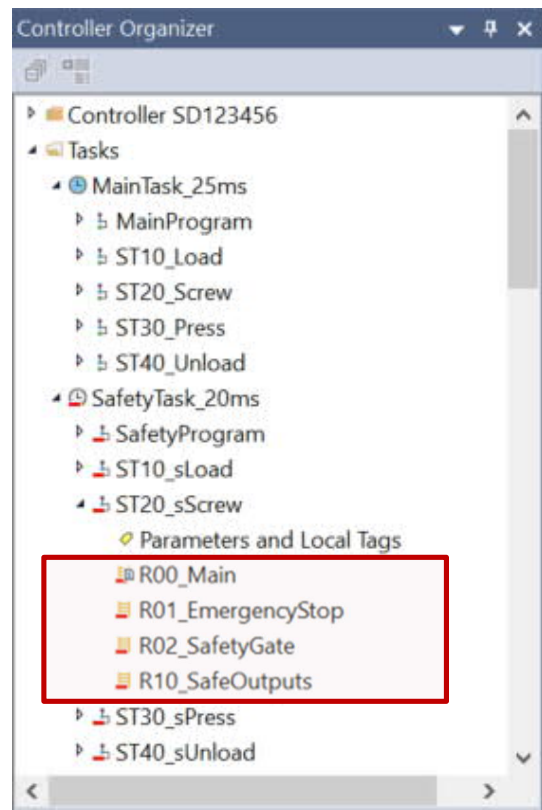 Controller Organizer
Controller SD123456
Tasks
MainTask_25ms
MainProgram
ST10_Load
ST20_Screw
ST30_Press
ST40_Unload
SafetyTask_20ms
SafetyProgram
ST10_sLoad
ST20_sScrew
Parameters and Local Tags
R00_Main
R01_EmergencyStop
R02_SafetyGate
R10_SafeOutputs
ST30_sPress
ST40_sUnload